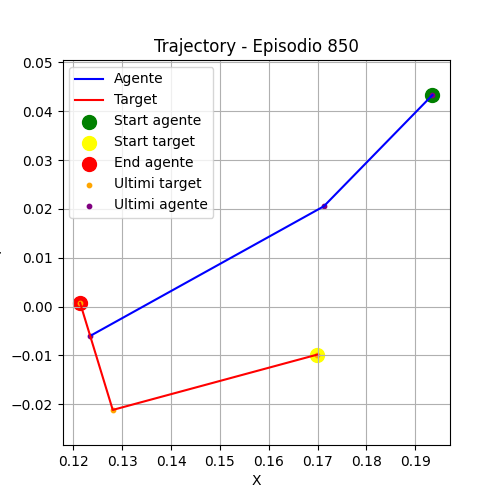 Trajectory - Episodio 850
Agente
Target
Start agente
Start target
End agente
Ultimi target
Ultimi agente
0.05
0.04
0.03
0.02
0.01
0.00
−0.01
−0.02
0.12 0.13 0.14 0.15 0.16 0.17 0.18 0.19
X